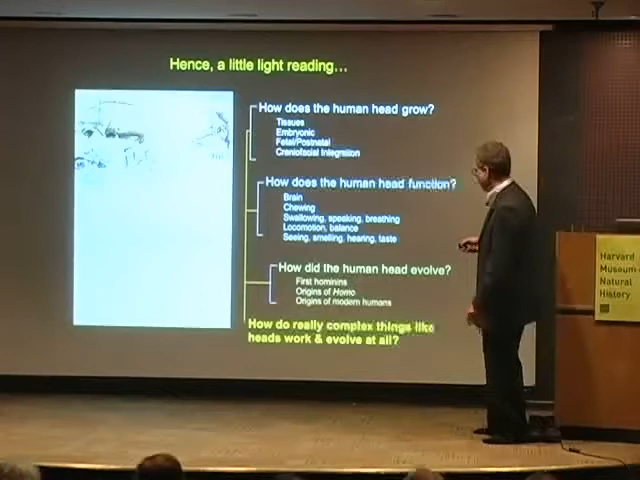 Hence, a little light reading...
How does the human head grow?
Tissues
Embryonic
Fetal/Postnatal
Craniofacial Integration
How does the human head function?
Brain
Chewing
Swallowing, speaking, breathing
Locomotion, balance
Seeing, smelling, hearing, taste
How did the human head evolve?
First hominins
Origins of Homo
Origins of modern humans
How do really complex things like
heads work & evolve at all?
Harvard
Museum
Natural
History